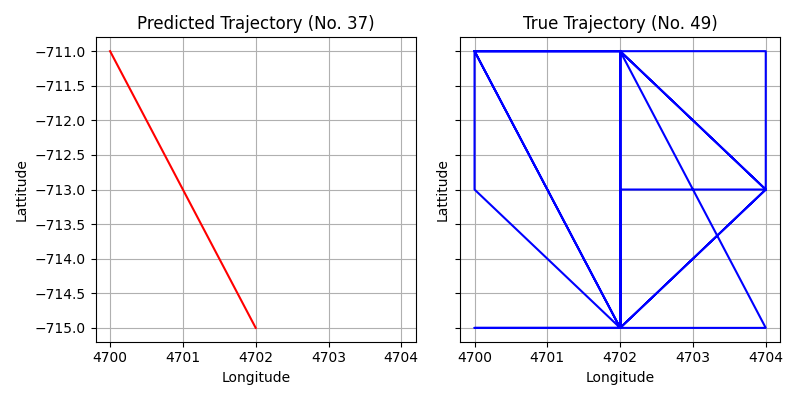 Predicted Trajectory (No. 37)
Lattitude
−711.0
−711.5
−712.0
−712.5
−713.0
−713.5
−714.0
−714.5
−715.0
4700 4701 4702 4703 4704
Longitude
True Trajectory (No. 49)
Lattitude
4700 4701 4702 4703 4704
Longitude